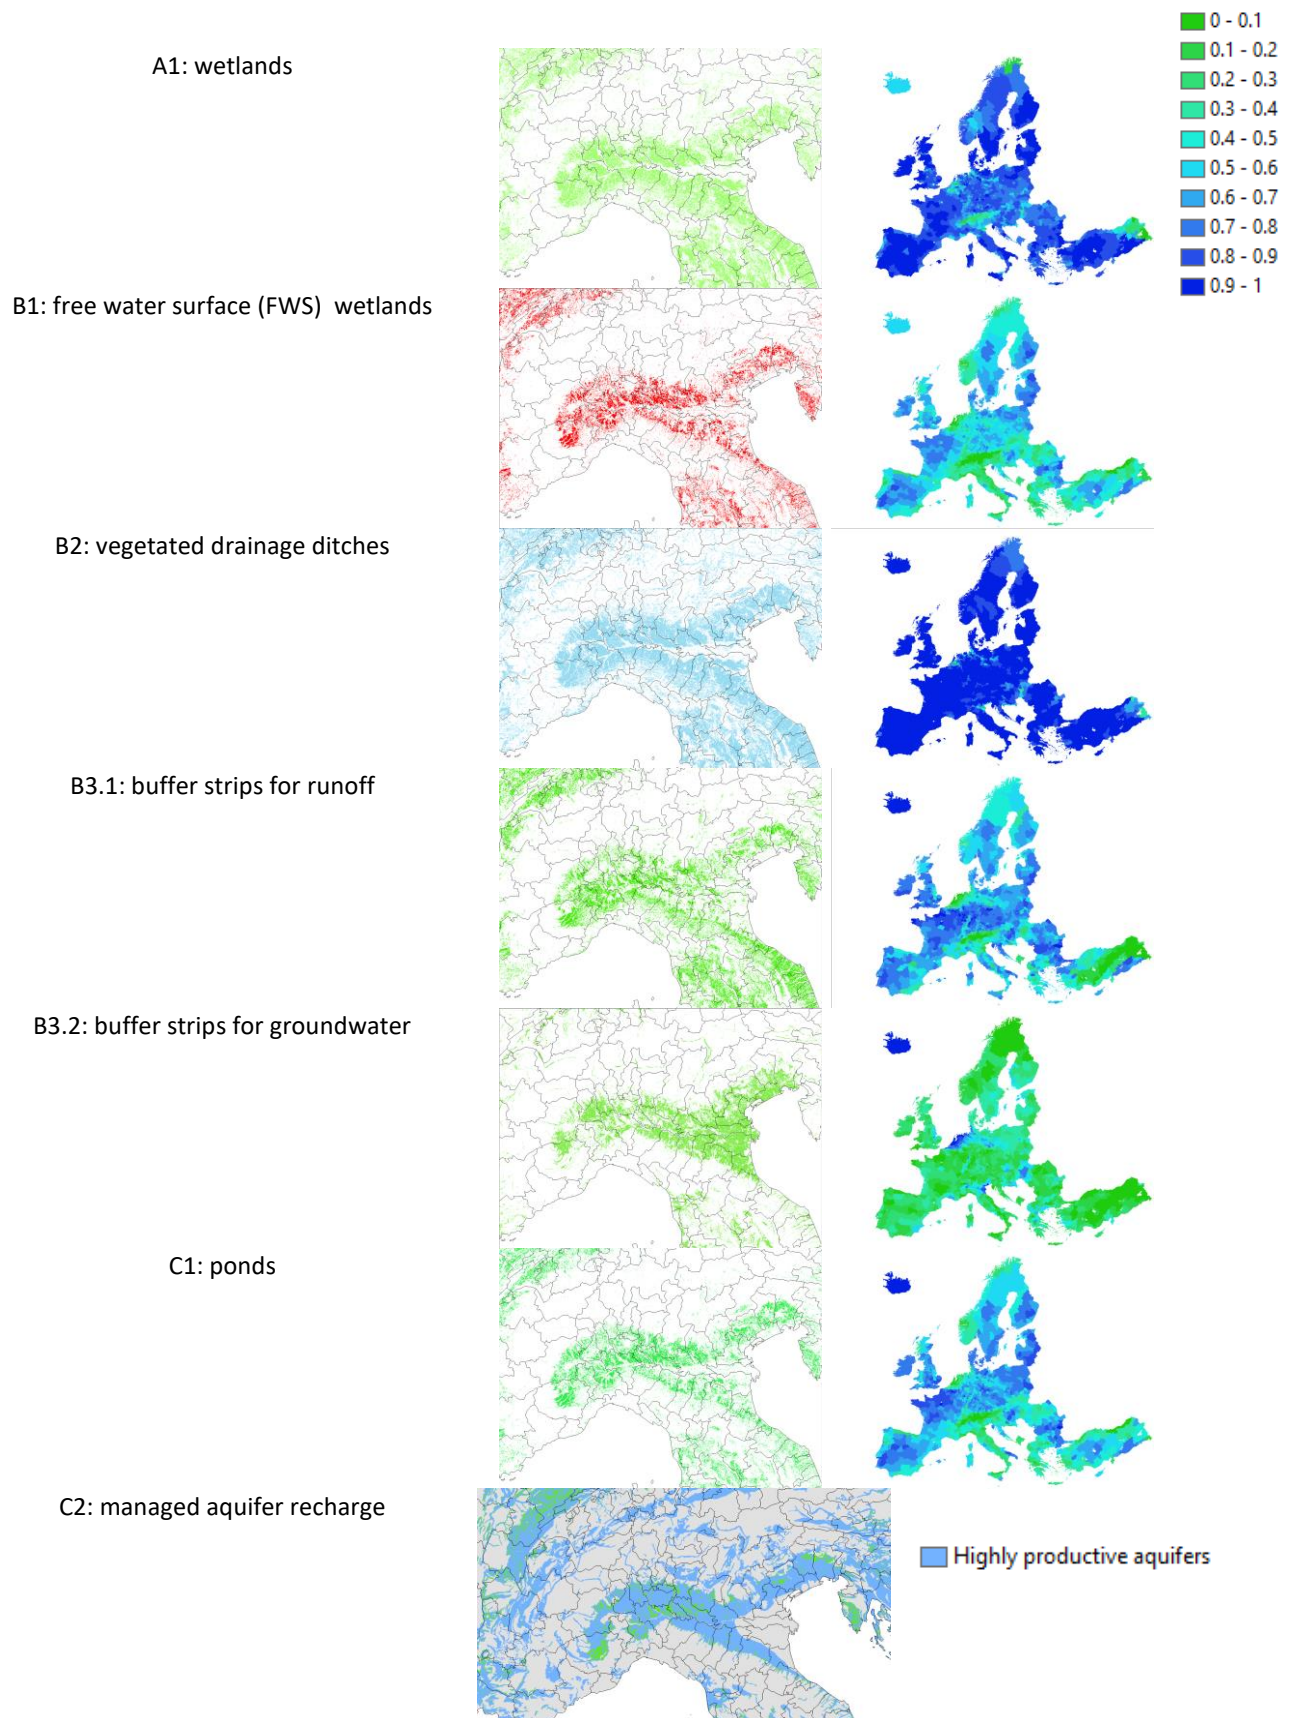 0 - 0.1
0.1 - 0.2
0.2 - 0.3
0.3 - 0.4
0.4 - 0.5
0.5 - 0.6
0.6 - 0.7
0.7 - 0.8
0.8 - 0.9
0.9 - 1
A1: wetlands
B1: free water surface (FWS) wetlands
B2: vegetated drainage ditches
B3.1: buffer strips for runoff
B3.2: buffer strips for groundwater
C1: ponds
C2: managed aquifer recharge
Highly productive aquifers